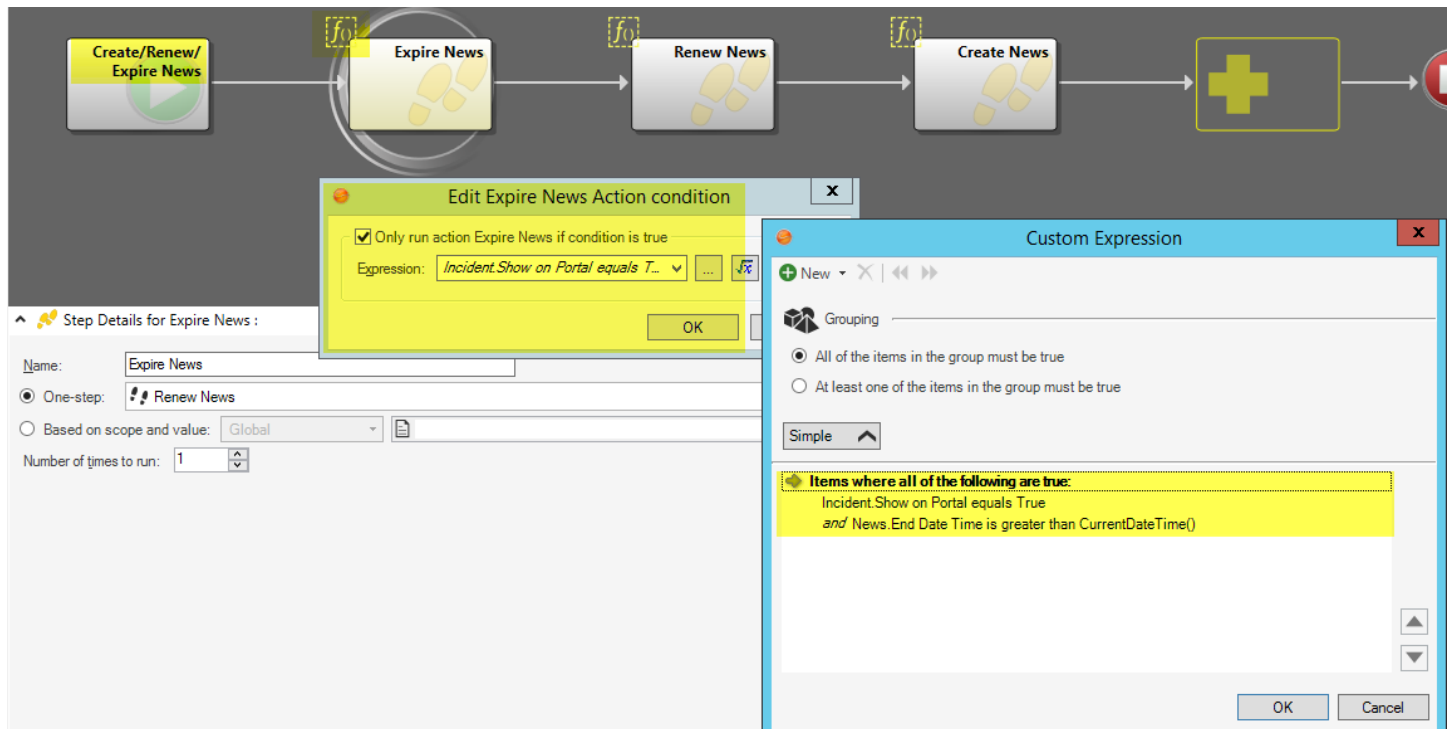 Create/Renew/
Expire News
f()
Expire News
f()
Renew News
f()
Create News
Edit Expire News Action condition
x
Only run action Expire News if condition is true
Expression:
Incident.Show on Portal equals T...
...
√x
OK
Step Details for Expire News :
Name:
Expire News
One-step:
Renew News
Based on scope and value:
Global
Number of times to run:
1
Custom Expression
x
New
Grouping
All of the items in the group must be true
At least one of the items in the group must be true
Simple
Items where all of the following are true:
Incident.Show on Portal equals True
and News.End Date Time is greater than CurrentDateTime()
OK
Cancel